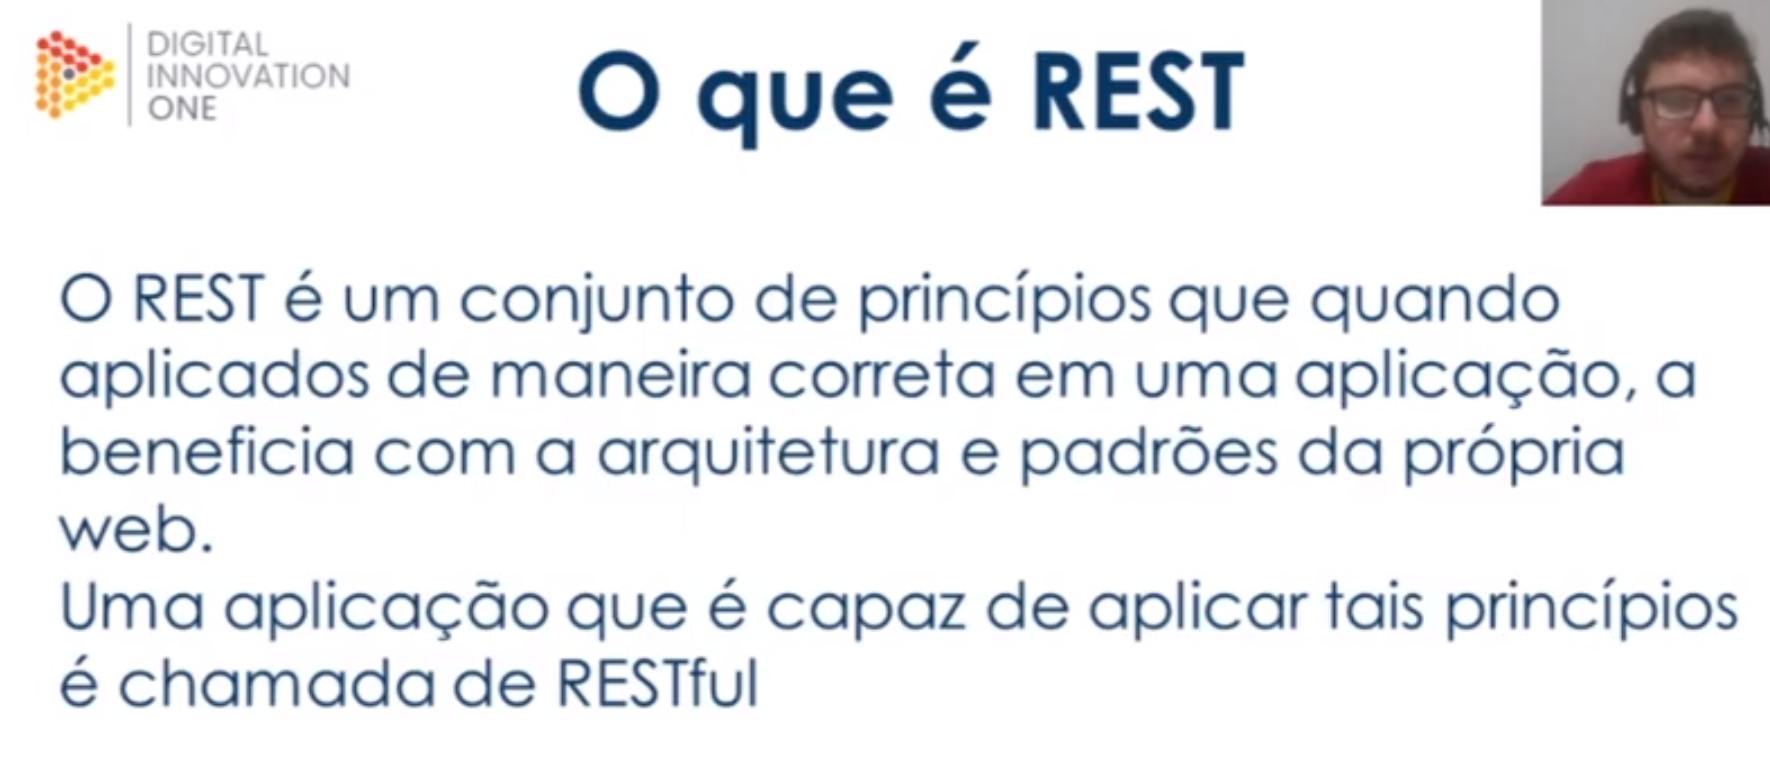 DIGITAL
INNOVATION
ONE
O que é REST
O REST é um conjunto de princípios que quando
aplicados de maneira correta em uma aplicação, a
beneficia com a arquitetura e padrões da própria
web.
Uma aplicação que é capaz de aplicar tais princípios
é chamada de RESTful